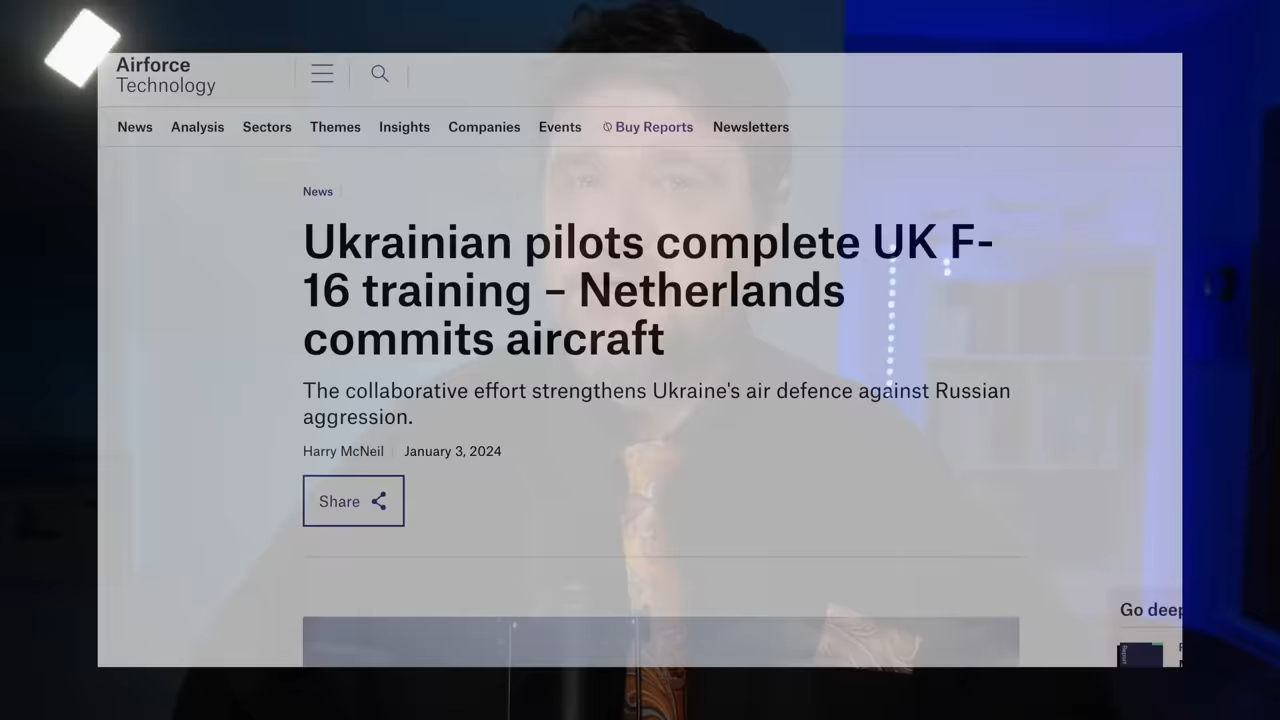 Airforce
Technology
News Analysis Sectors Themes Insights Companies Events Buy Reports Newsletters
News
Ukrainian pilots complete UK F-
16 training – Netherlands
commits aircraft
The collaborative effort strengthens Ukraine's air defence against Russian
aggression.
Harry McNeil January 3, 2024
Share
Go deep
Report